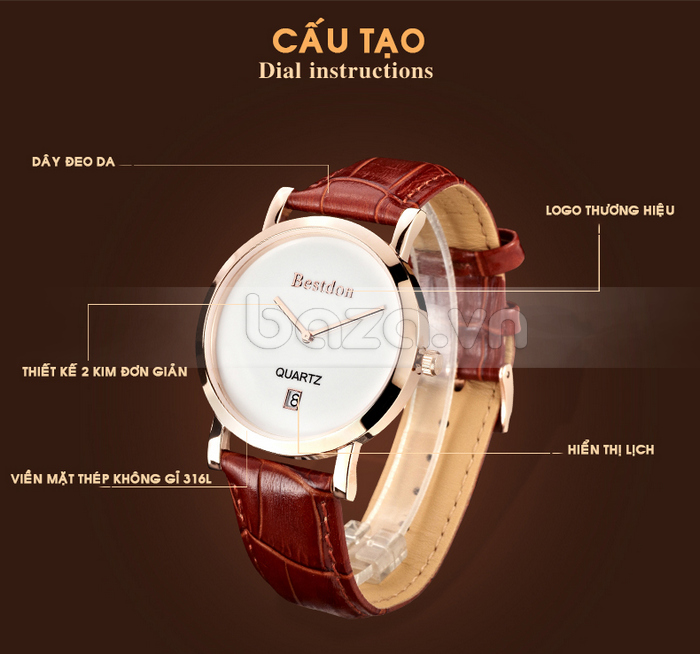 CẤU TẠO
Dial instructions
DÂY ĐEO DA
LOGO THƯƠNG HIỆU
Bestdon
baza.vn
THIẾT KẾ 2 KIM ĐƠN GIẢN
QUARTZ
8
HIỂN THỊ LỊCH
VIỀN MẶT THÉP KHÔNG GỈ 316L